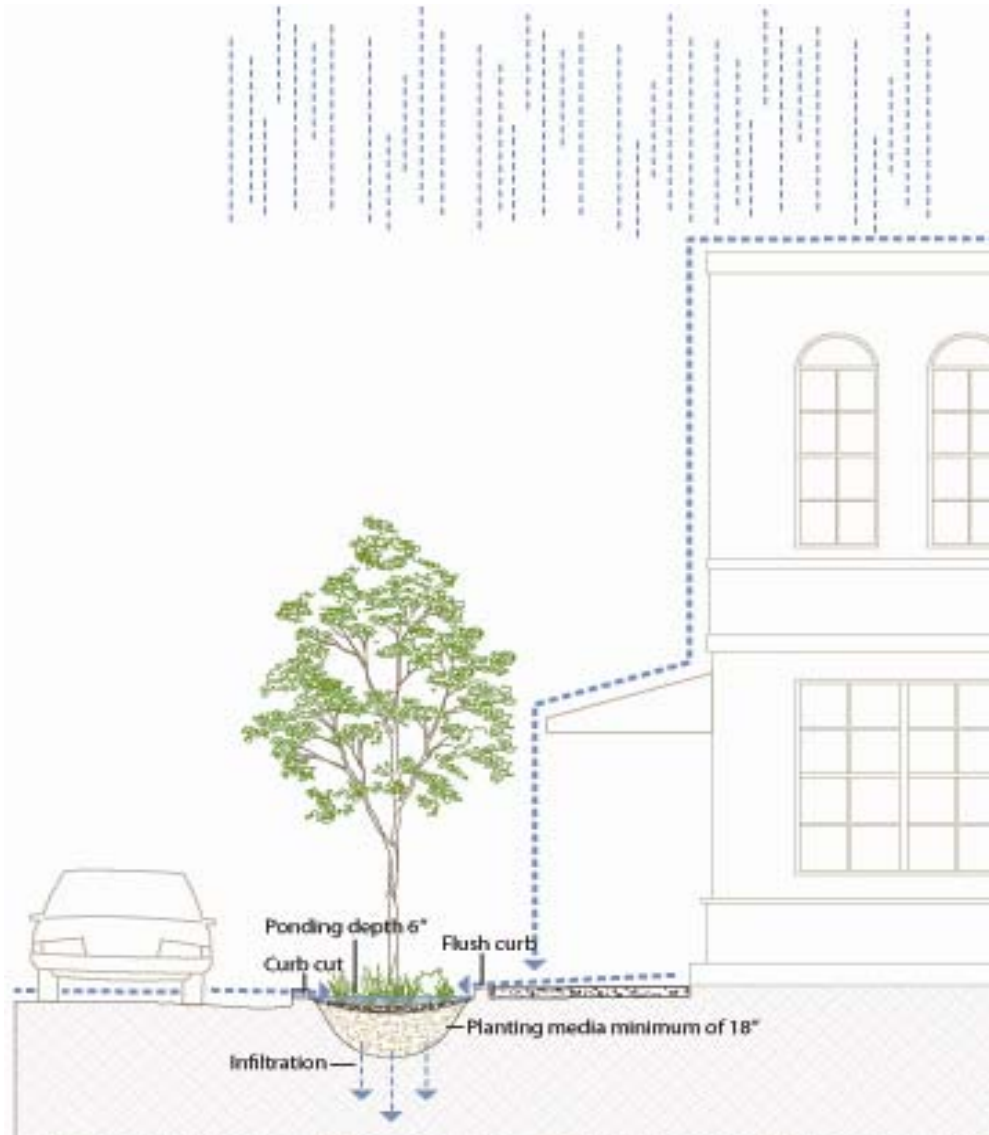 Ponding depth 6"
Flush curb
Curb cut
Planting media minimum of 18"
Infiltration